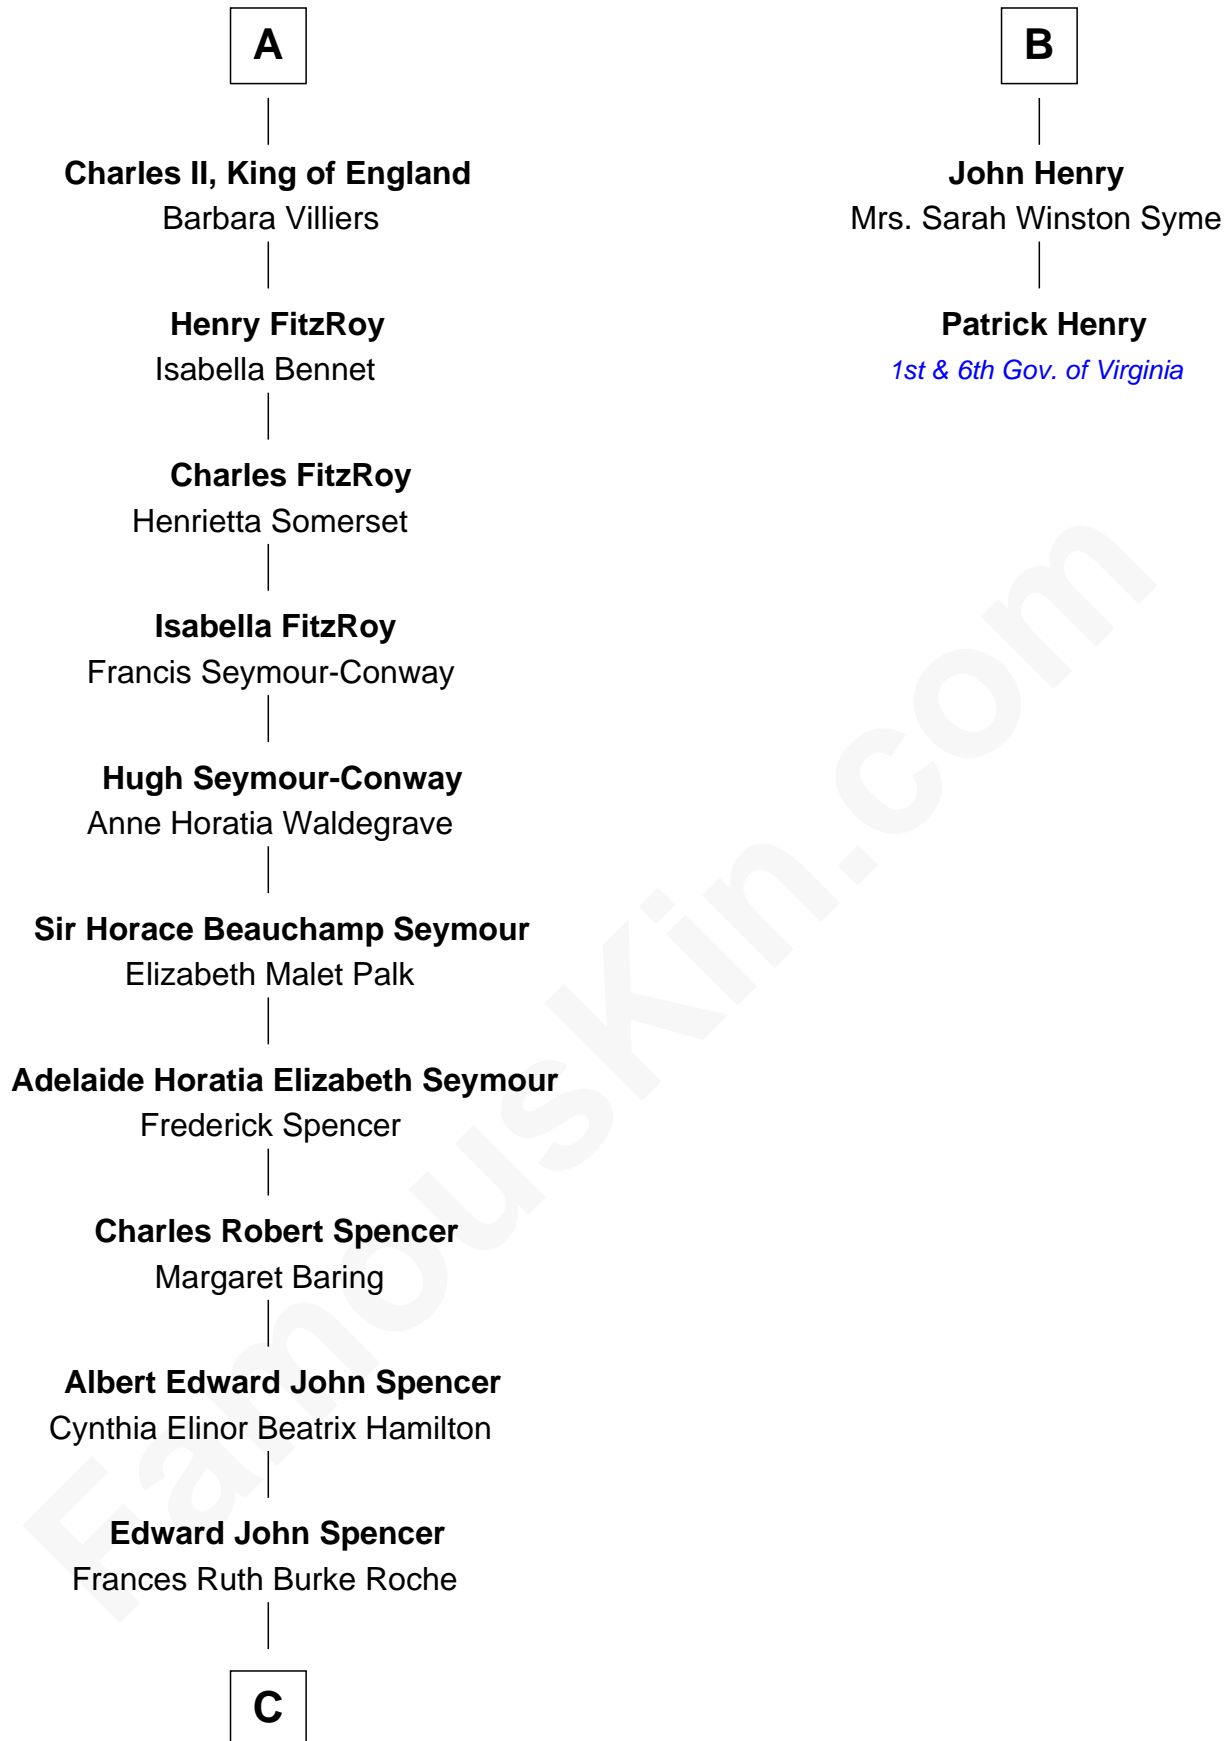 A
Charles II, King of England
Barbara Villiers
Henry FitzRoy
Isabella Bennet
Charles FitzRoy
Henrietta Somerset
Isabella FitzRoy
Francis Seymour-Conway
Hugh Seymour-Conway
Anne Horatia Waldegrave
Sir Horace Beauchamp Seymour
Elizabeth Malet Palk
Adelaide Horatia Elizabeth Seymour
Frederick Spencer
Charles Robert Spencer
Margaret Baring
Albert Edward John Spencer
Cynthia Elinor Beatrix Hamilton
Edward John Spencer
Frances Ruth Burke Roche
C
B
John Henry
Mrs. Sarah Winston Syme
Patrick Henry
1st & 6th Gov. of Virginia
FamousKin.com